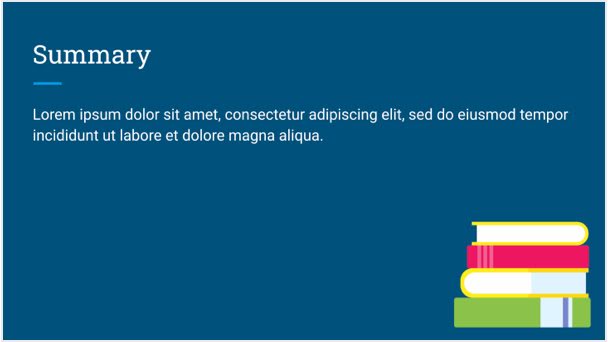 Summary
Lorem ipsum dolor sit amet, consectetur adipiscing elit, sed do eiusmod tempor
incididunt ut labore et dolore magna aliqua.